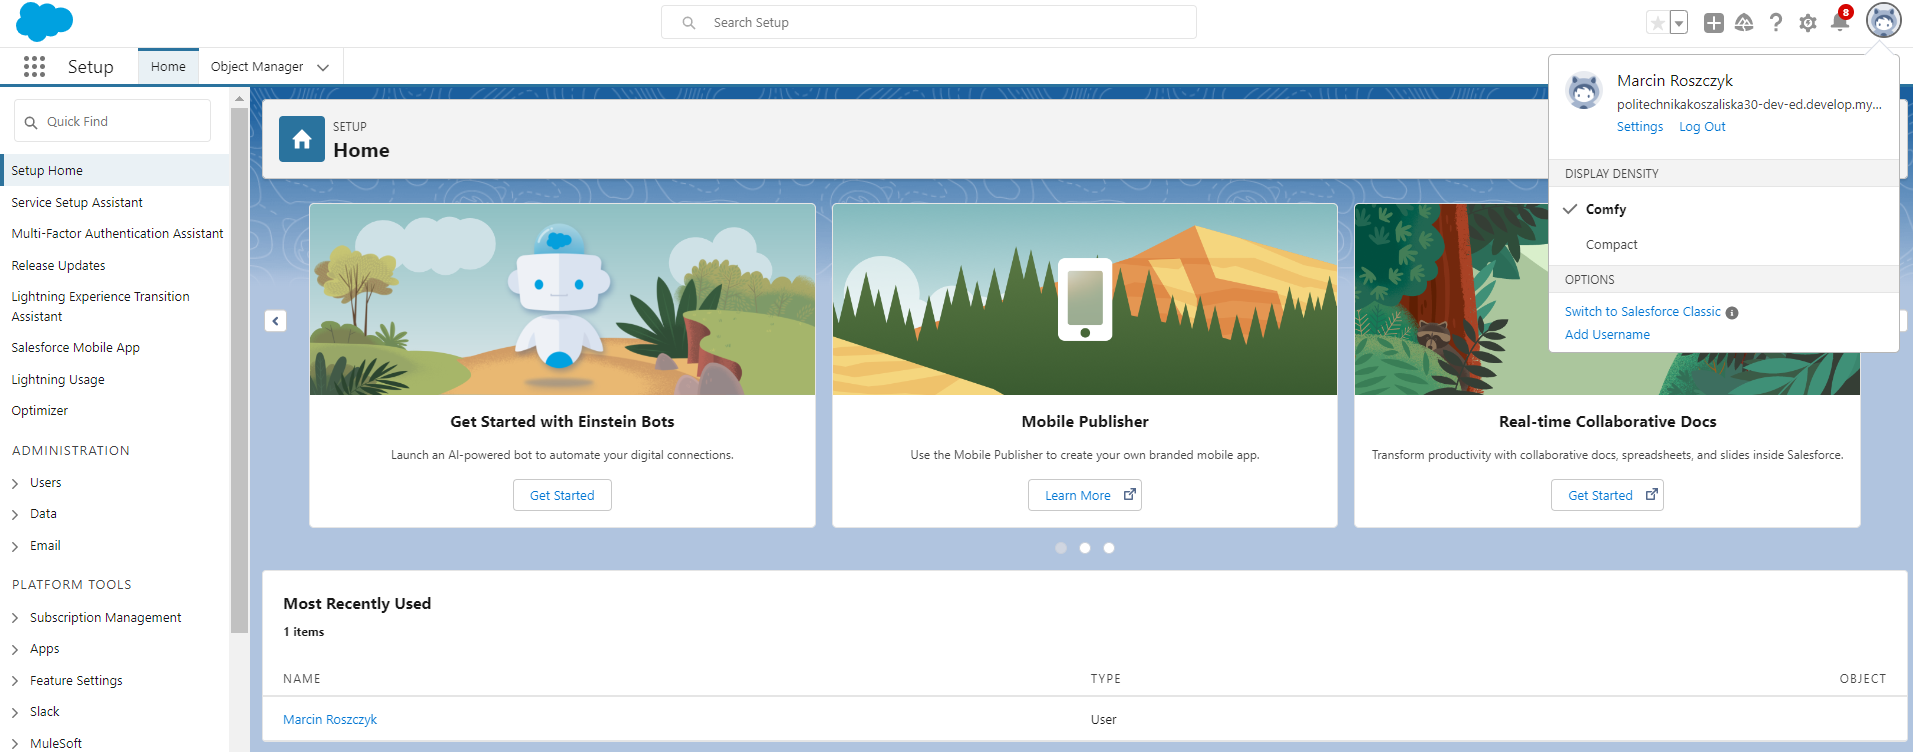 Search Setup
8
Setup
Home
Object Manager
Quick Find
Setup Home
Service Setup Assistant
Multi-Factor Authentication Assistant
Release Updates
Lightning Experience Transition
Assistant
Salesforce Mobile App
Lightning Usage
Optimizer
ADMINISTRATION
Users
Data
Email
PLATFORM TOOLS
Subscription Management
Apps
Feature Settings
Slack
MuleSoft
SETUP
Home
Get Started with Einstein Bots
Launch an AI-powered bot to automate your digital connections.
Get Started
Mobile Publisher
Use the Mobile Publisher to create your own branded mobile app.
Learn More
Real-time Collaborative Docs
Transform productivity with collaborative docs, spreadsheets, and slides inside Salesforce.
Get Started
Most Recently Used
1 items
NAME TYPE OBJECT
Marcin Roszczyk User
Marcin Roszczyk
politechnikakoszaliska30-dev-ed.develop.my...
Settings Log Out
DISPLAY DENSITY
Comfy
Compact
OPTIONS
Switch to Salesforce Classic
Add Username